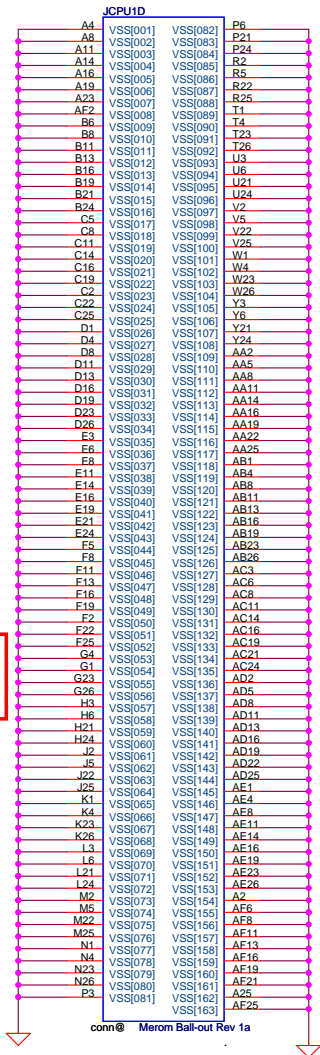 JCPU1D
A4 VSS[001] VSS[082] P6
A8 VSS[002] VSS[083] P21
A11 VSS[003] VSS[084] P24
A14 VSS[004] VSS[085] R2
A16 VSS[005] VSS[086] R5
A19 VSS[006] VSS[087] R22
A23 VSS[007] VSS[088] R25
AF2 VSS[008] VSS[089] T1
B6 VSS[009] VSS[090] T4
B8 VSS[010] VSS[091] T23
B11 VSS[011] VSS[092] T26
B13 VSS[012] VSS[093] U3
B16 VSS[013] VSS[094] U6
B19 VSS[014] VSS[095] U21
B21 VSS[015] VSS[096] U24
B24 VSS[016] VSS[097] V2
C5 VSS[017] VSS[098] V5
C8 VSS[018] VSS[099] V22
C11 VSS[019] VSS[100] V25
C14 VSS[020] VSS[101] W1
C16 VSS[021] VSS[102] W4
C19 VSS[022] VSS[103] W23
C2 VSS[023] VSS[104] W26
C22 VSS[024] VSS[105] Y3
C25 VSS[025] VSS[106] Y6
D1 VSS[026] VSS[107] Y21
D4 VSS[027] VSS[108] Y24
D8 VSS[028] VSS[109] AA2
D11 VSS[029] VSS[110] AA5
D13 VSS[030] VSS[111] AA8
D16 VSS[031] VSS[112] AA11
D19 VSS[032] VSS[113] AA14
D23 VSS[033] VSS[114] AA16
D26 VSS[034] VSS[115] AA19
E3 VSS[035] VSS[116] AA22
E6 VSS[036] VSS[117] AA25
E8 VSS[037] VSS[118] AB1
E11 VSS[038] VSS[119] AB4
E14 VSS[039] VSS[120] AB8
E16 VSS[040] VSS[121] AB11
E19 VSS[041] VSS[122] AB13
E21 VSS[042] VSS[123] AB16
E24 VSS[043] VSS[124] AB19
F5 VSS[044] VSS[125] AB23
F8 VSS[045] VSS[126] AB26
F11 VSS[046] VSS[127] AC3
F13 VSS[047] VSS[128] AC6
F16 VSS[048] VSS[129] AC8
F19 VSS[049] VSS[130] AC11
F2 VSS[050] VSS[131] AC14
F22 VSS[051] VSS[132] AC16
F25 VSS[052] VSS[133] AC19
G4 VSS[053] VSS[134] AC21
G1 VSS[054] VSS[135] AC24
G23 VSS[055] VSS[136] AD2
G26 VSS[056] VSS[137] AD5
H3 VSS[057] VSS[138] AD8
H6 VSS[058] VSS[139] AD11
H21 VSS[059] VSS[140] AD13
H24 VSS[060] VSS[141] AD16
J2 VSS[061] VSS[142] AD19
J5 VSS[062] VSS[143] AD22
J22 VSS[063] VSS[144] AD25
J25 VSS[064] VSS[145] AE1
K1 VSS[065] VSS[146] AE4
K4 VSS[066] VSS[147] AE8
K23 VSS[067] VSS[148] AE11
K26 VSS[068] VSS[149] AE14
L3 VSS[069] VSS[150] AE16
L6 VSS[070] VSS[151] AE19
L21 VSS[071] VSS[152] AE23
L24 VSS[072] VSS[153] AE26
M2 VSS[073] VSS[154] A2
M5 VSS[074] VSS[155] AF6
M22 VSS[075] VSS[156] AF8
M25 VSS[076] VSS[157] AF11
N1 VSS[077] VSS[158] AF13
N4 VSS[078] VSS[159] AF16
N23 VSS[079] VSS[160] AF19
N26 VSS[080] VSS[161] AF21
P3 VSS[081] VSS[162] A25
VSS[163] AF25
conn@ Merom Ball-out Rev 1a
.